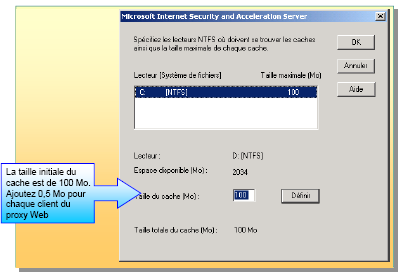 Microsoft Internet Security and Acceleration Server
Spécifiez les lecteurs NTFS où doivent se trouver les caches
ainsi que la taille maximale de chaque cache.
OK
Annuler
Aide
Lecteur [Système de fichiers]
Taille maximale (Mo)
[NTFS]
100
Lecteur :
D: [NTFS]
Espace disponible (Mo) :
2034
Taille du cache (Mo) :
100
Définir
Taille totale du cache (Mo) :
100 Mo
La taille initiale du
cache est de 100 Mo.
Ajoutez 0,5 Mo pour
chaque client du
proxy Web